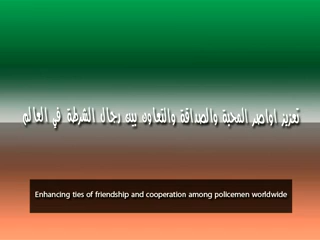 تعزيز اواصر المحبة والصداقة والتعاون بين رجال الشرطة في العالم
Enhancing ties of friendship and cooperation among policemen worldwide